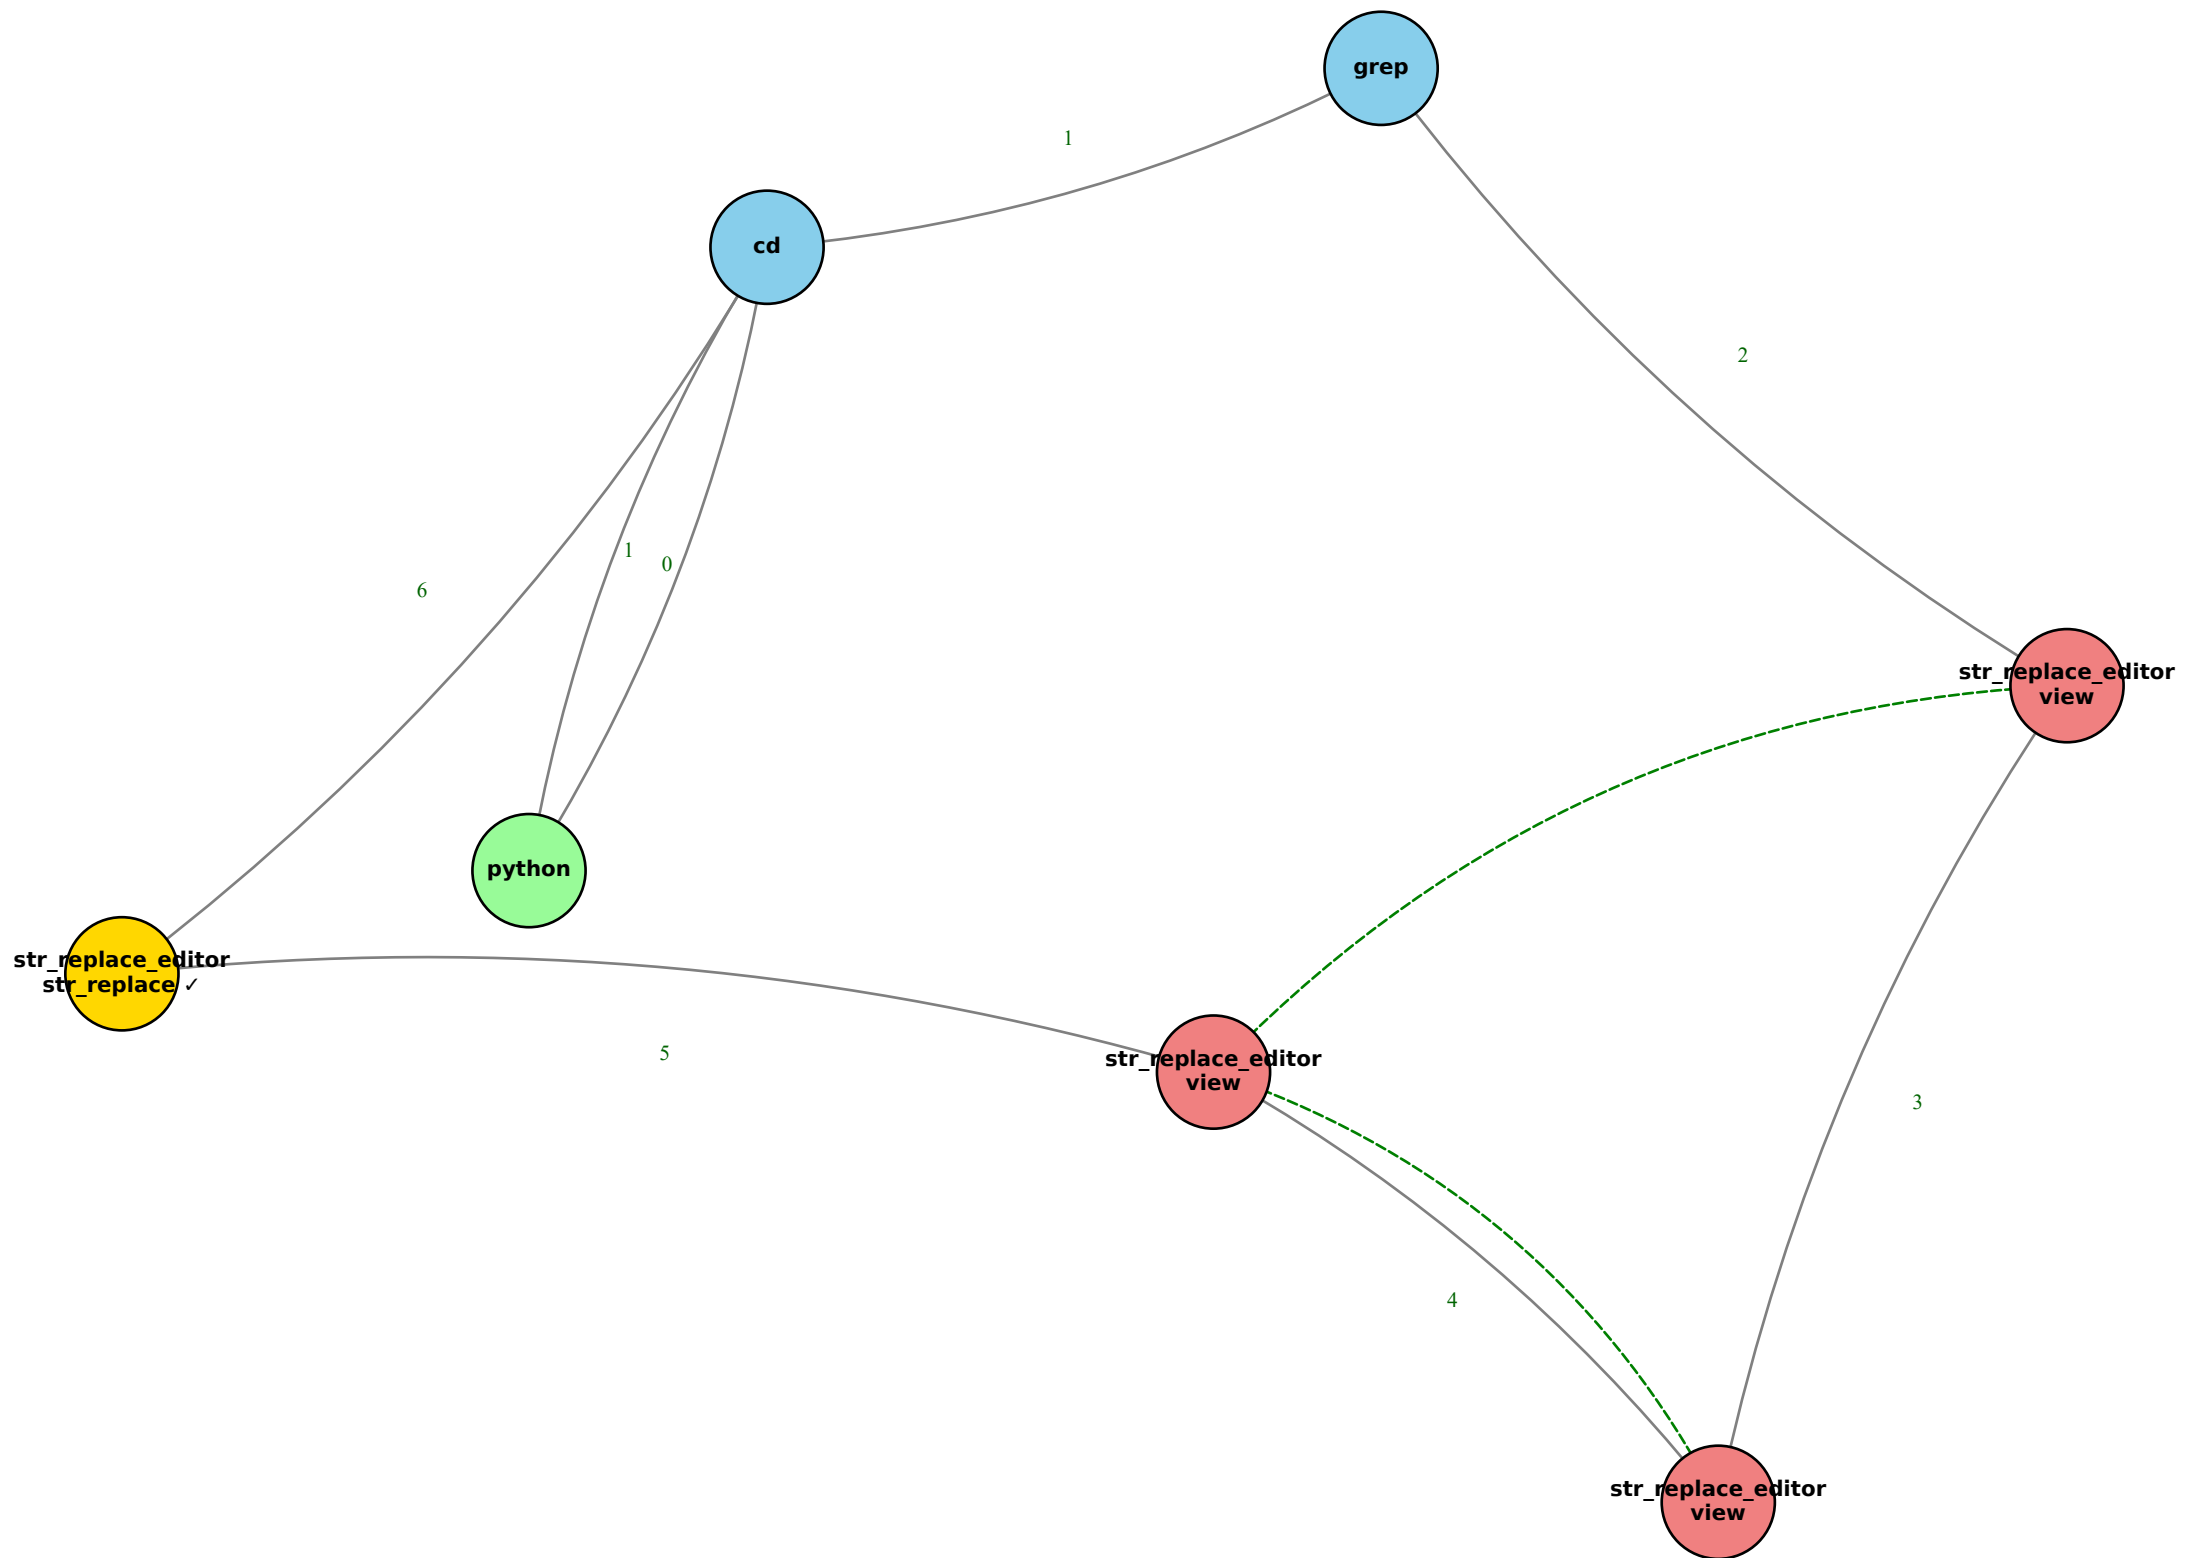 grep
1
cd
2
1
0
6
str_replace_editor
view
python
str_replace_editor
str_replace ✓
5
str_replace_editor
view
3
4
str_replace_editor
view